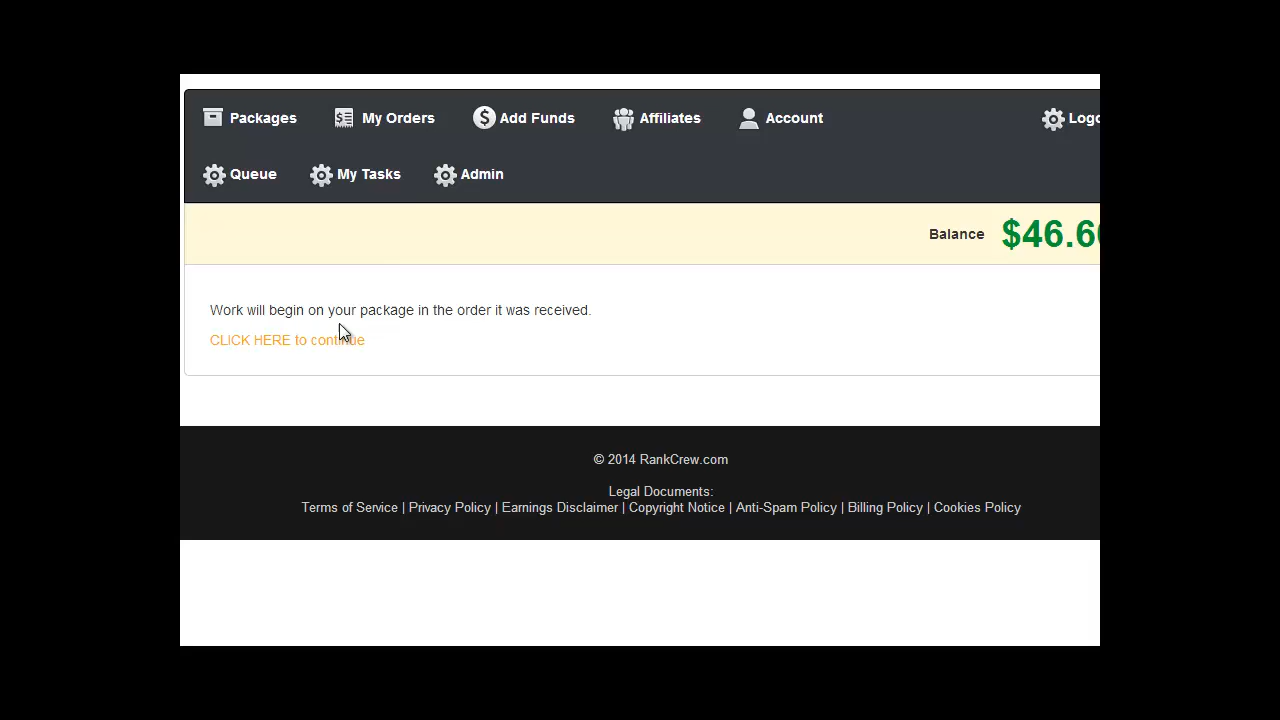 Packages My Orders Add Funds Affiliates Account
Queue My Tasks Admin
Balance
Work will begin on your package in the order it was received.
CLICK HERE to continue
© 2014 RankCrew.com
Legal Documents:
Terms of Service | Privacy Policy | Earnings Disclaimer | Copyright Notice | Anti-Spam Policy | Billing Policy | Cookies Policy